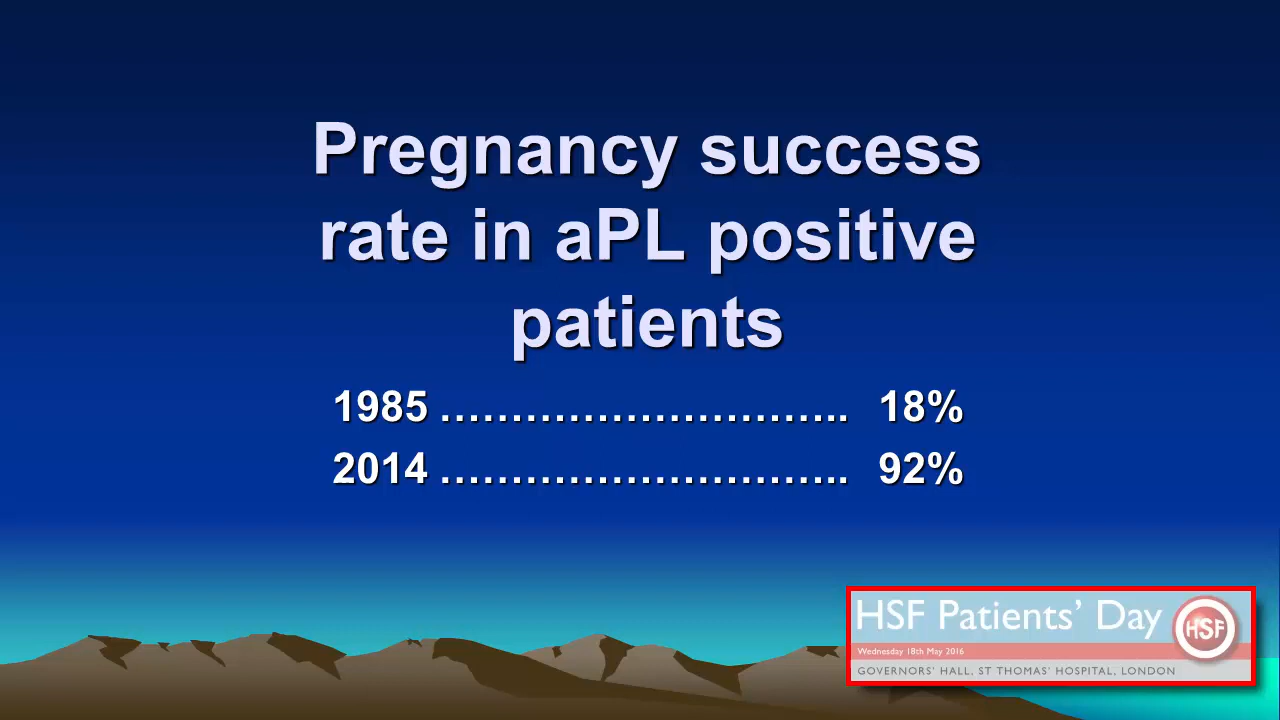 Pregnancy success
rate in aPL positive
patients
1985 ……………………….. 18%
2014 ……………………….. 92%
HSF Patients’ Day
HSF
Wednesday 18th May 2016
GOVERNORS’ HALL, ST THOMAS’ HOSPITAL, LONDON